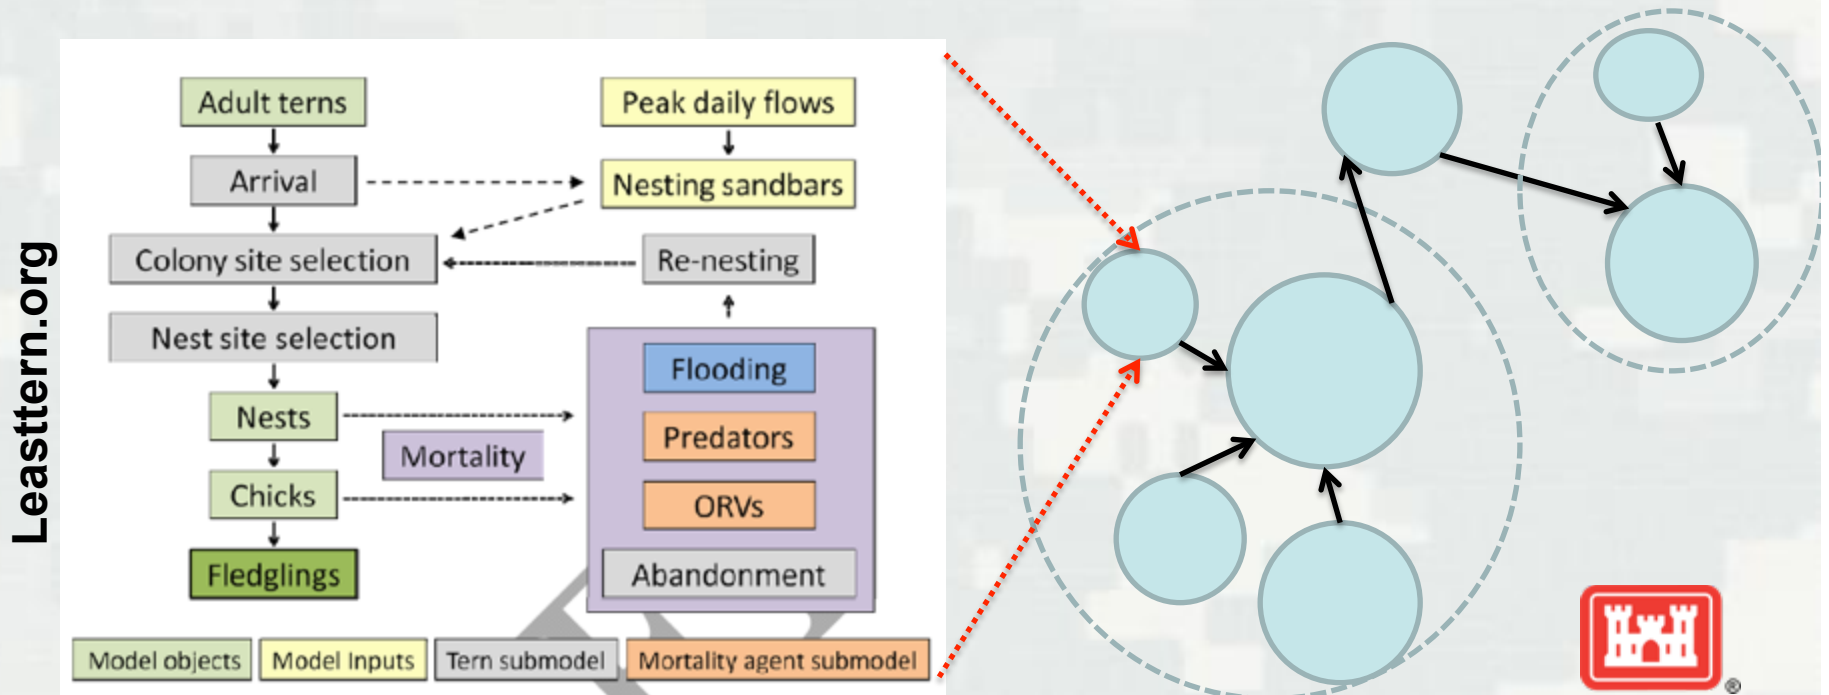 Leasttern.org
Adult terns
Peak daily flows
Arrival
Nesting sandbars
Colony site selection
Re-nesting
Nest site selection
Flooding
Nests
Predators
Mortality
Chicks
ORVs
Fledglings
Abandonment
Model objects
Model Inputs
Tern submodel
Mortality agent submodel
®